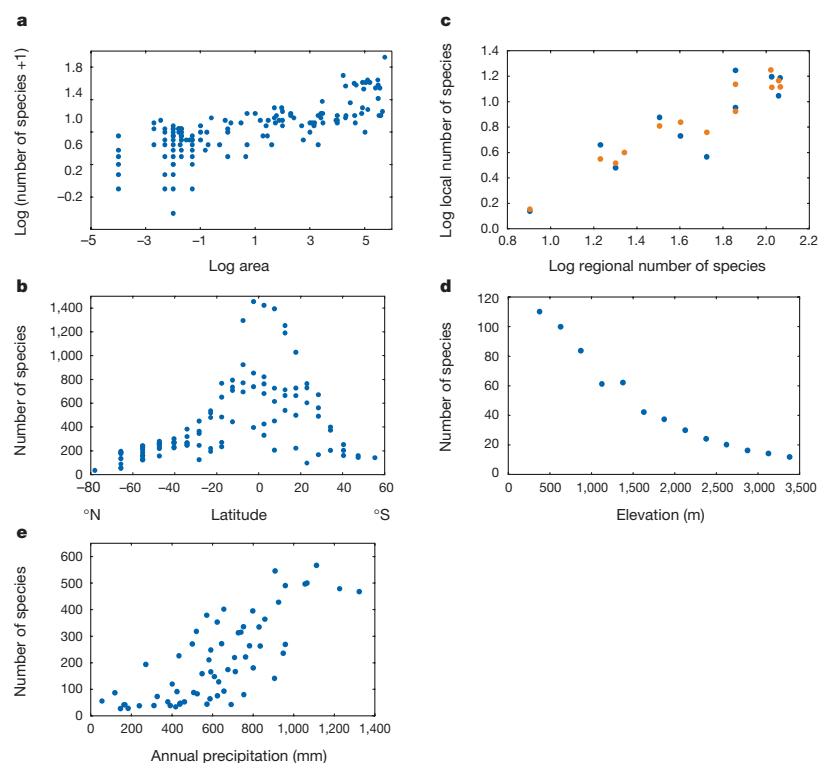 a
Log (number of species +1)
1.8
1.4
1.0
0.6
0.2
−0.2
−5 −3 −1 1 3 5
Log area
c
Log local number of species
1.4
1.2
1.0
0.8
0.6
0.4
0.2
0.0
0.8 1.0 1.2 1.4 1.6 1.8 2.0 2.2
Log regional number of species
b
Number of species
1,400
1,200
1,000
800
600
400
200
0
−80 −60 −40 −20 0 20 40 60
°N Latitude °S
d
Number of species
120
100
80
60
40
20
0
0 500 1,000 1,500 2,000 2,500 3,000 3,500
Elevation (m)
e
Number of species
600
500
400
300
200
100
0
0 200 400 600 800 1,000 1,200 1,400
Annual precipitation (mm)